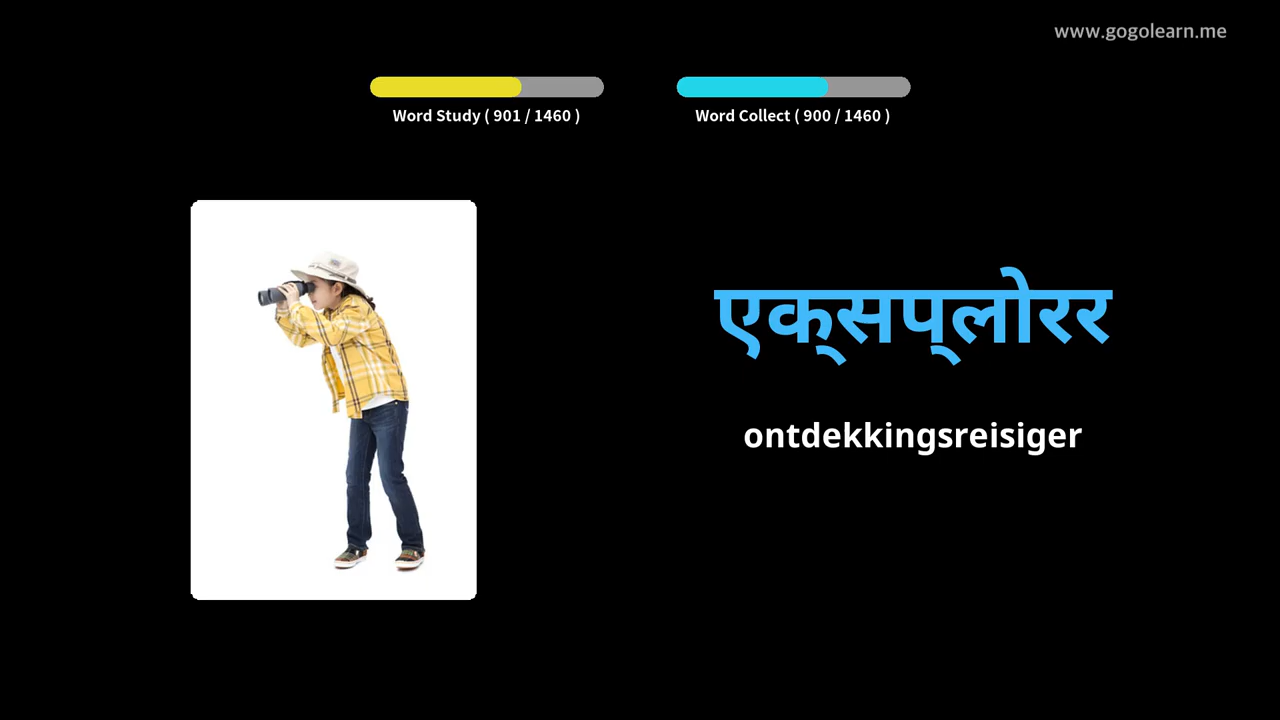 www.gogolearn.me
Word Study ( 901 / 1460 )
Word Collect ( 900 / 1460 )
एक्सप्लोरर
ontdekkingsreisiger